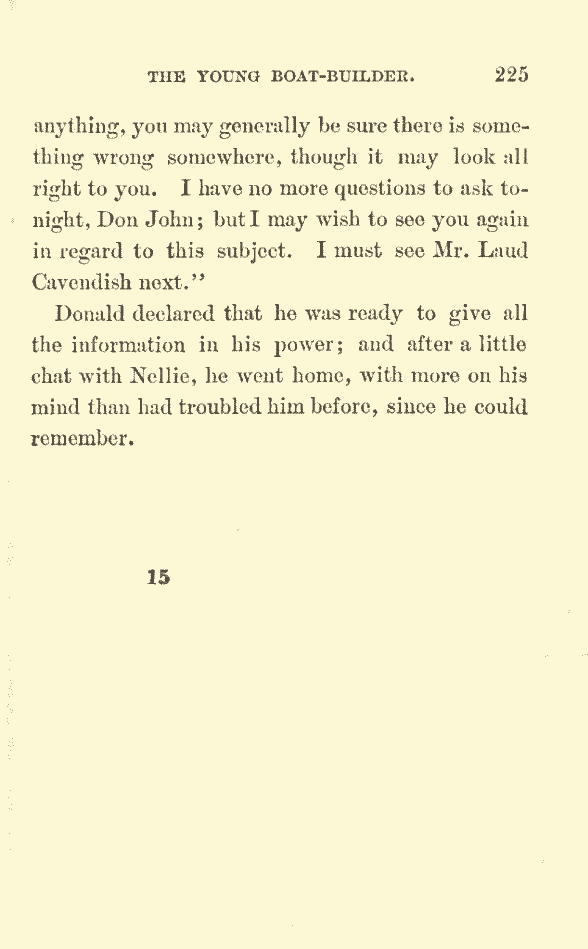 THE YOUNG BOAT-BUILDER. 225
anything, you may generally be sure there is some-
thing wrong somewhere, though it may look all
right to you. I have no more questions to ask to-
night, Don John; but I may wish to see you again
in regard to this subject. I must see Mr. Laud
Cavendish next."
Donald declared that he was ready to give all
the information in his power; and after a little
chat with Nellie, he went home, with more on his
mind than had troubled him before, since he could
remember.
15